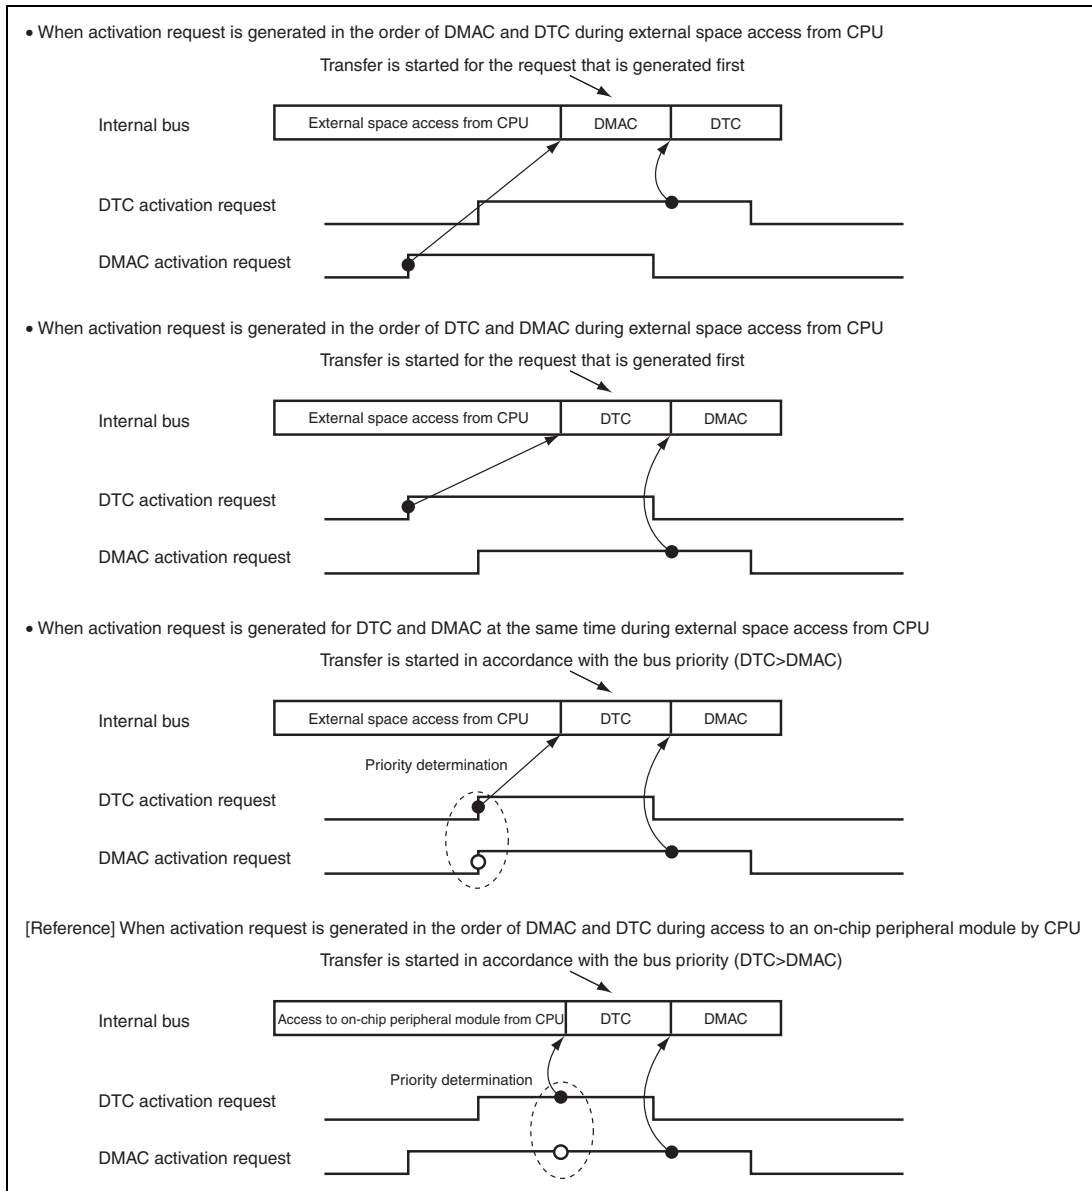 • When activation request is generated in the order of DMAC and DTC during external space access from CPU
Transfer is started for the request that is generated first
Internal bus
External space access from CPU
DMAC
DTC
DTC activation request
DMAC activation request
• When activation request is generated in the order of DTC and DMAC during external space access from CPU
Transfer is started for the request that is generated first
Internal bus
External space access from CPU
DTC
DMAC
DTC activation request
DMAC activation request
• When activation request is generated for DTC and DMAC at the same time during external space access from CPU
Transfer is started in accordance with the bus priority (DTC>DMAC)
Internal bus
External space access from CPU
DTC
DMAC
Priority determination
DTC activation request
DMAC activation request
[Reference] When activation request is generated in the order of DMAC and DTC during access to an on-chip peripheral module by CPU
Transfer is started in accordance with the bus priority (DTC>DMAC)
Internal bus
Access to on-chip peripheral module from CPU
DTC
DMAC
Priority determination
DTC activation request
DMAC activation request